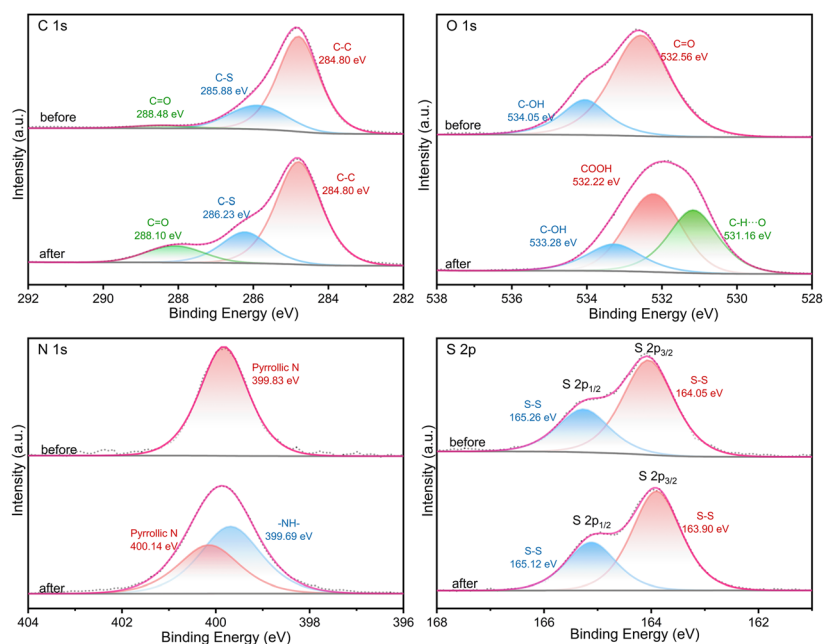 C 1s
C-C
284.80 eV
C-S
285.88 eV
C=O
288.48 eV
before
C-C
284.80 eV
C-S
286.23 eV
C=O
288.10 eV
after
Intensity (a.u.)
292 290 288 286 284 282
Binding Energy (eV)
O 1s
C=O
532.56 eV
C-OH
534.05 eV
before
COOH
532.22 eV
C-OH
533.28 eV
C-H···O
531.16 eV
after
Intensity (a.u.)
538 536 534 532 530 528
Binding Energy (eV)
N 1s
Pyrrollic N
399.83 eV
before
Pyrrollic N
400.14 eV
-NH-
399.69 eV
after
Intensity (a.u.)
404 402 400 398 396
Binding Energy (eV)
S 2p
S 2p3/2
S 2p1/2
S-S
164.05 eV
S-S
165.26 eV
before
S 2p3/2
S 2p1/2
S-S
163.90 eV
S-S
165.12 eV
after
Intensity (a.u.)
168 166 164 162
Binding Energy (eV)